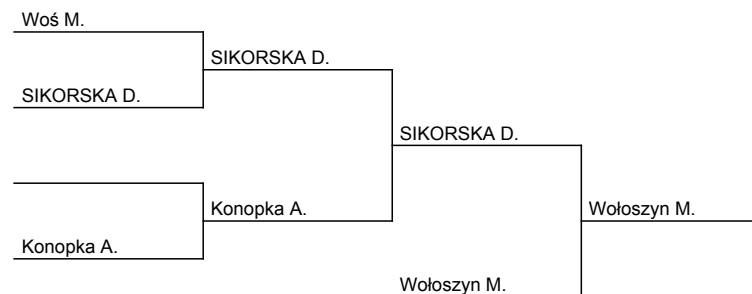 Woś M.
SIKORSKA D.
SIKORSKA D.
SIKORSKA D.
Konopka A.
Wołoszyn M.
Konopka A.
Wołoszyn M.